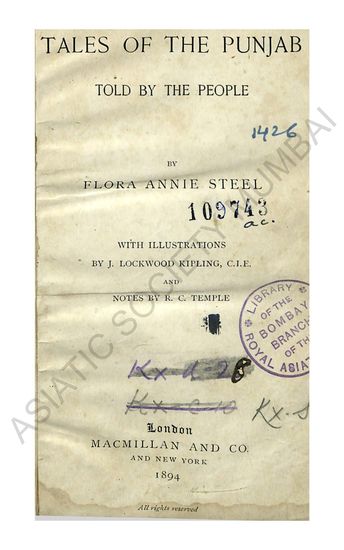 TALES OF THE PUNJAB
TOLD BY THE PEOPLE
1426
BY
FLORA ANNIE STEEL
109743
ac.
WITH ILLUSTRATIONS
BY J. LOCKWOOD KIPLING, C.I.E.
AND
NOTES BY R. C. TEMPLE
LIBRARY
OF THE
BOMBAY
BRANCH
OF THE
ROYAL ASIAT
London
MACMILLAN AND CO.
AND NEW YORK
1894
All rights reserved
ASIATIC SOCIETY MUMBAI